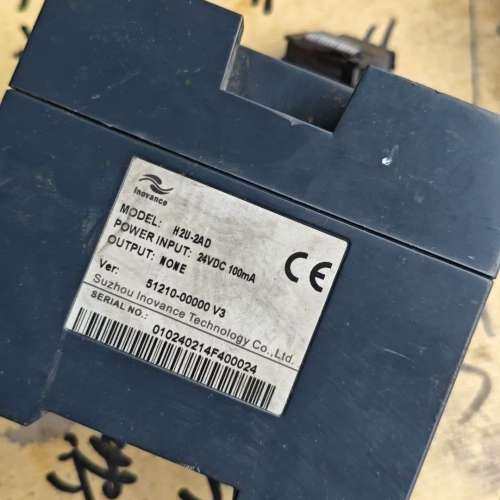 inovance
MODEL: H2U-2AD
POWER INPUT: 24VDC 100mA
OUTPUT: NONE
Ver: 51210-00000 V3
Suzhou Inovance Technology Co.,Ltd.
SERIAL NO.:
010240214F400024
CE